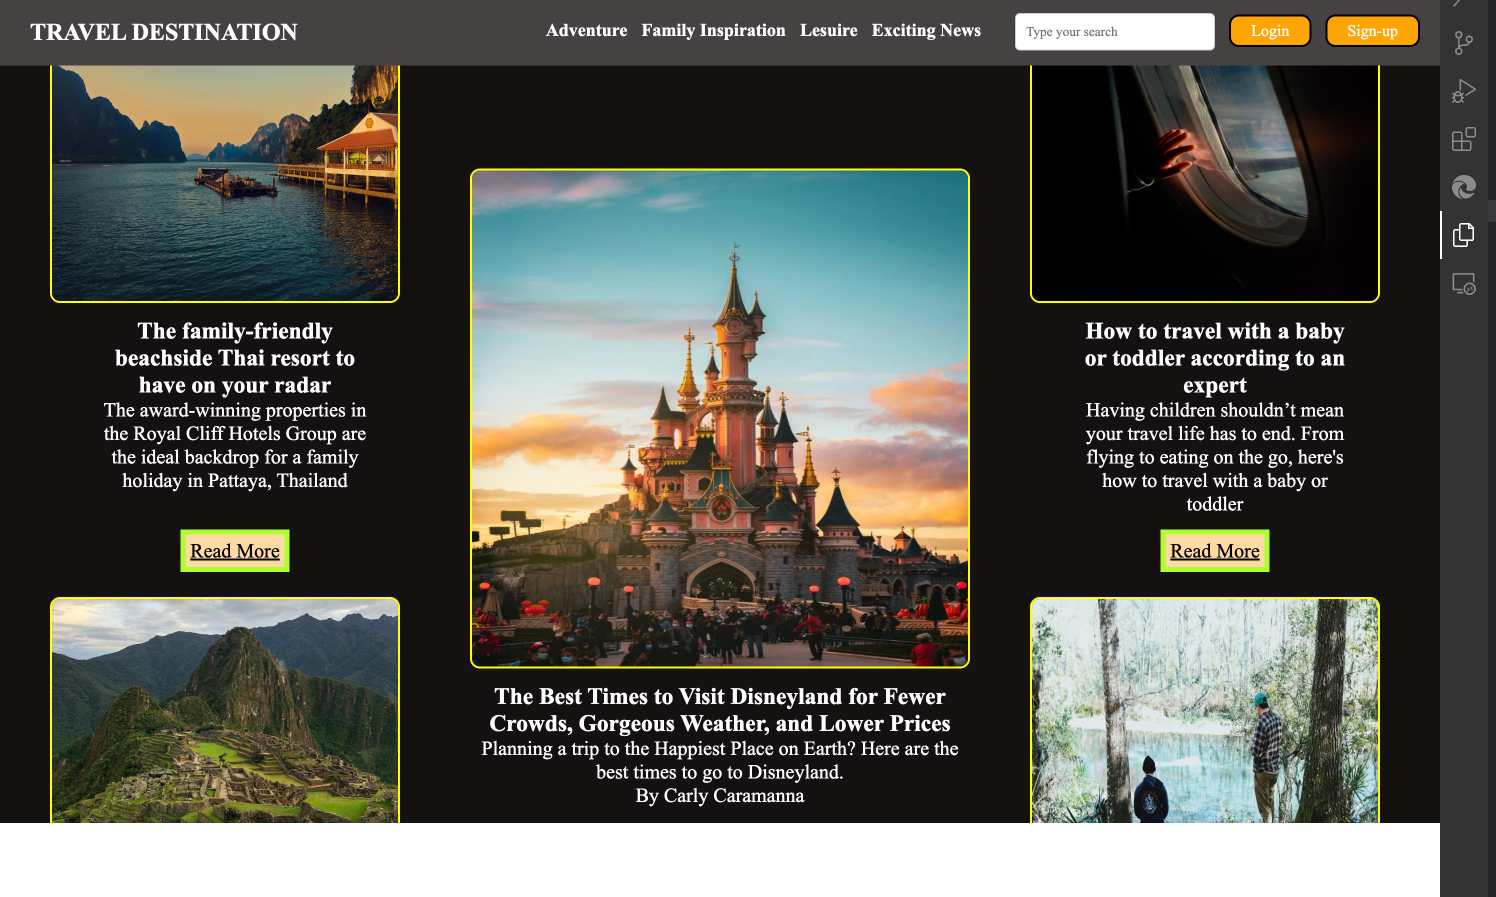 TRAVEL DESTINATION
Adventure Family Inspiration Lesuire Exciting News
Type your search
Login
Sign-up
The family-friendly
beachside Thai resort to
have on your radar
The award-winning properties in
the Royal Cliff Hotels Group are
the ideal backdrop for a family
holiday in Pattaya, Thailand
Read More
The Best Times to Visit Disneyland for Fewer
Crowds, Gorgeous Weather, and Lower Prices
Planning a trip to the Happiest Place on Earth? Here are the
best times to go to Disneyland.
By Carly Caramanna
How to travel with a baby
or toddler according to an
expert
Having children shouldn’t mean
your travel life has to end. From
flying to eating on the go, here's
how to travel with a baby or
toddler
Read More